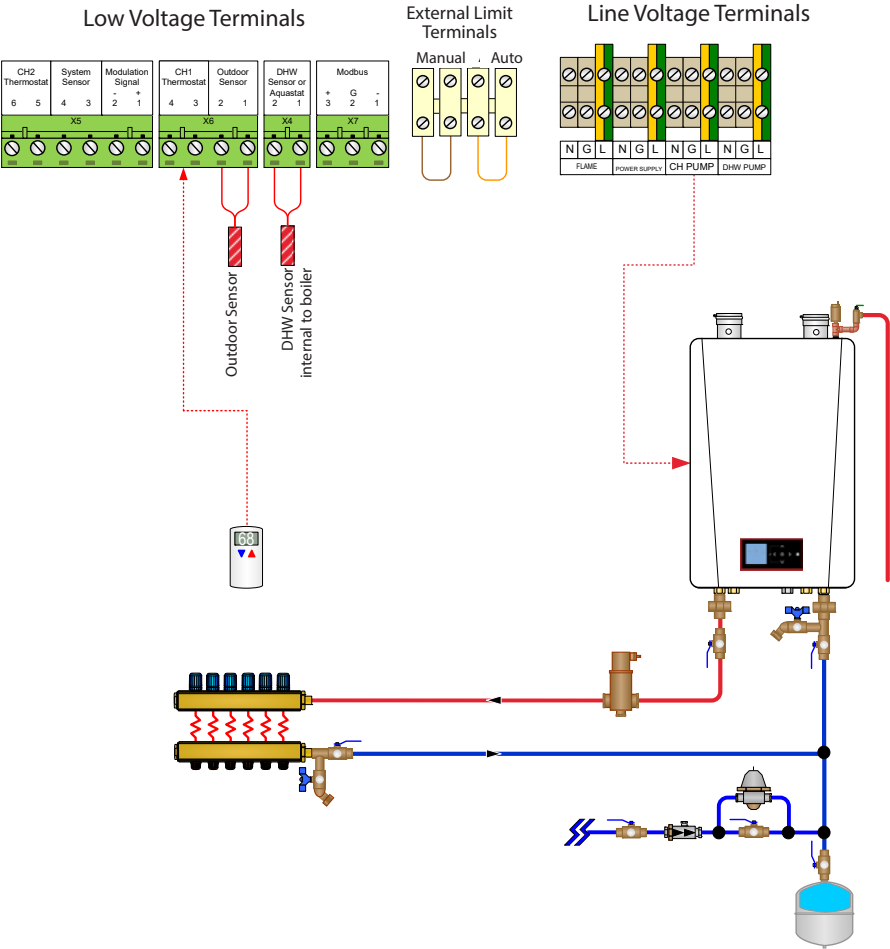 Low Voltage Terminals
External Limit
Terminals
Manual Auto
Line Voltage Terminals
CH2
Thermostat
6 5
System
Sensor
4 3
Modulation
Signal
- +
2 1
X5
CH1
Thermostat
4 3
Outdoor
Sensor
2 1
X6
DHW
Sensor or
Aquastat
2 1
X4
Modbus
+ G -
3 2 1
X7
N G L N G L N G L N G L
FLAME POWER SUPPLY CH PUMP DHW PUMP
Outdoor Sensor
DHW Sensor
internal to boiler
68